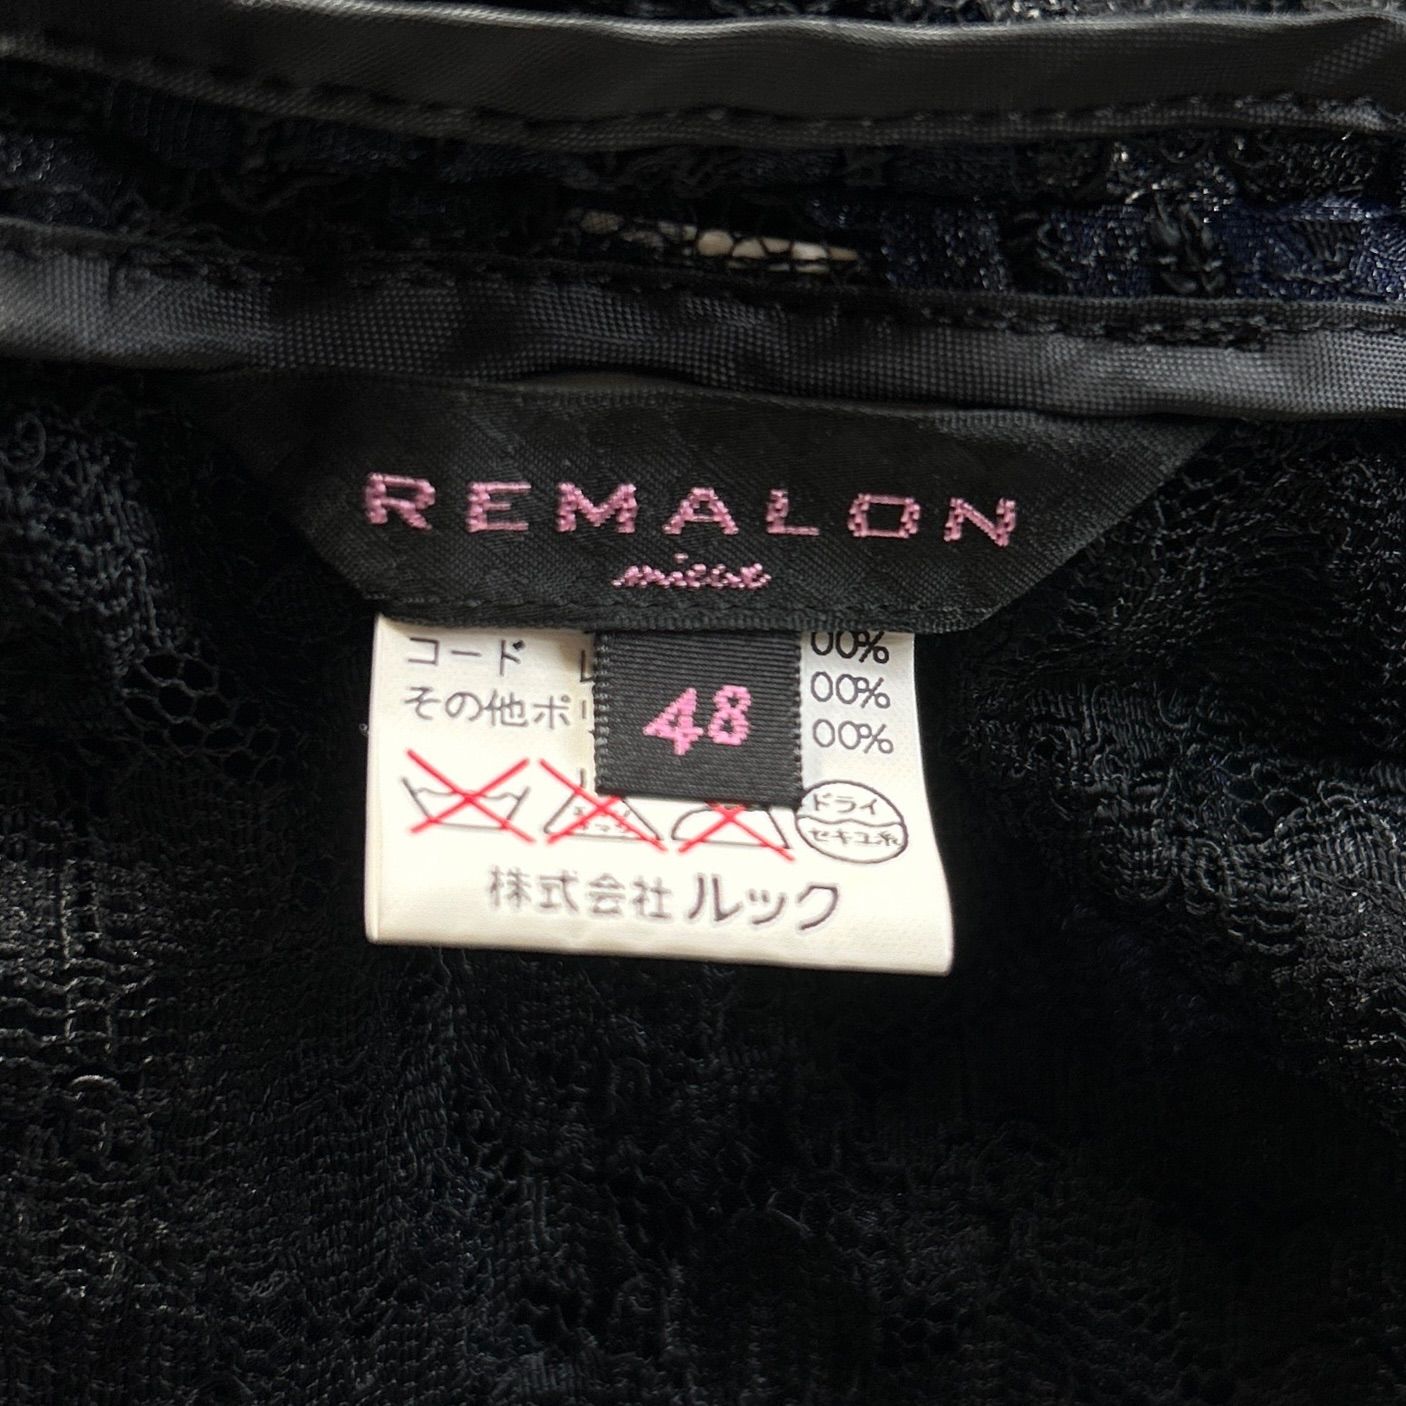 REMALON
コード 00%
その他ポリ 00%
00%
48
ドライ
セキユ系
株式会社ルック